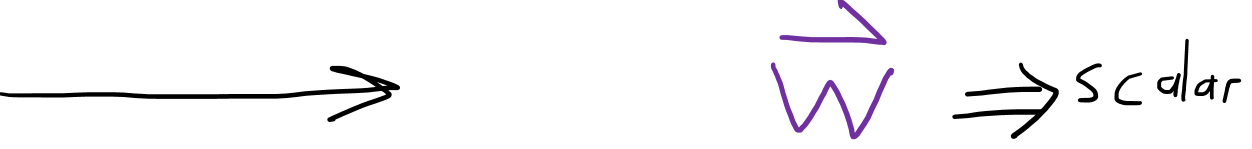 → w⃗ ⇒ scalar